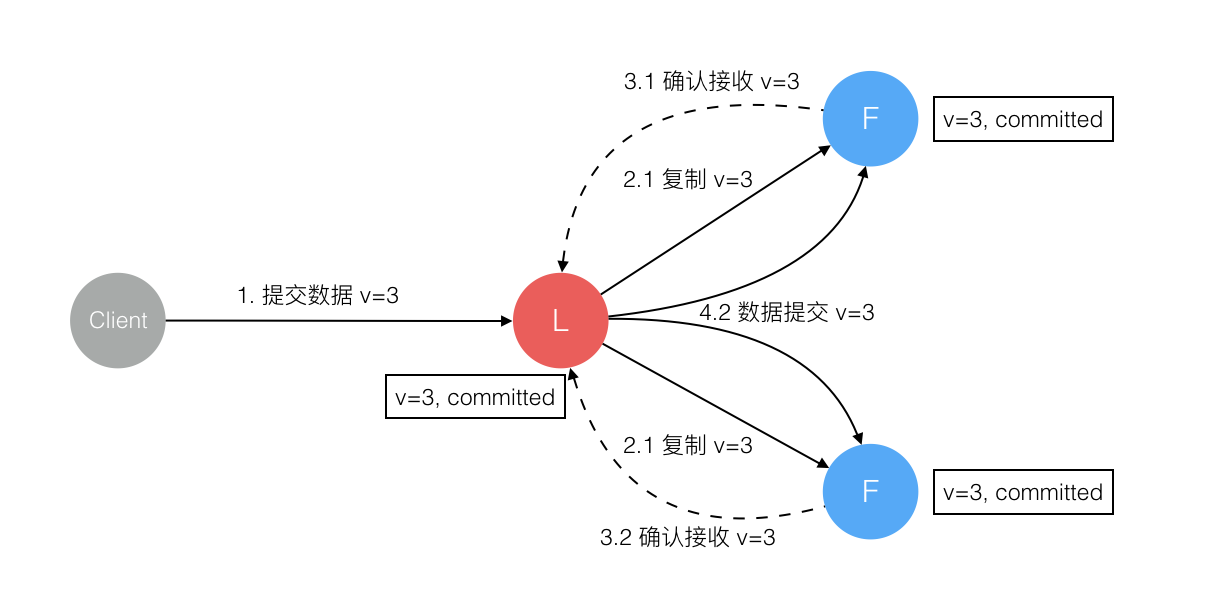 3.1 确认接收 v=3
F
v=3, committed
2.1 复制 v=3
1. 提交数据 v=3
Client
L
4.2 数据提交 v=3
v=3, committed
2.1 复制 v=3
F
v=3, committed
3.2 确认接收 v=3